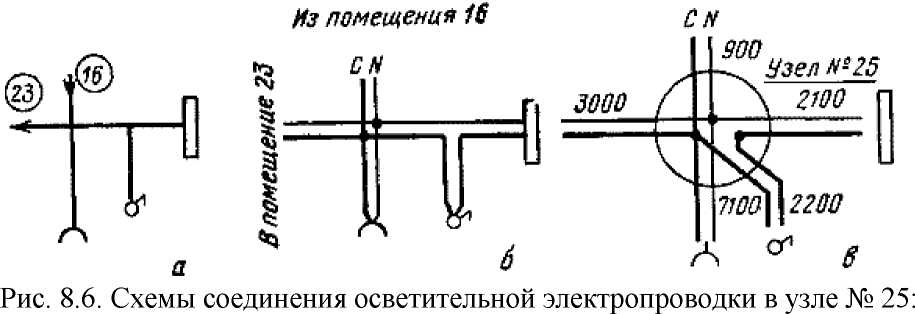 Из помещения 16
C N
900
Узел № 25
16
23
C N
3000
2100
В помещение 23
7100
2200
а
б
в
Рис. 8.6. Схемы соединения осветительной электропроводки в узле № 25: